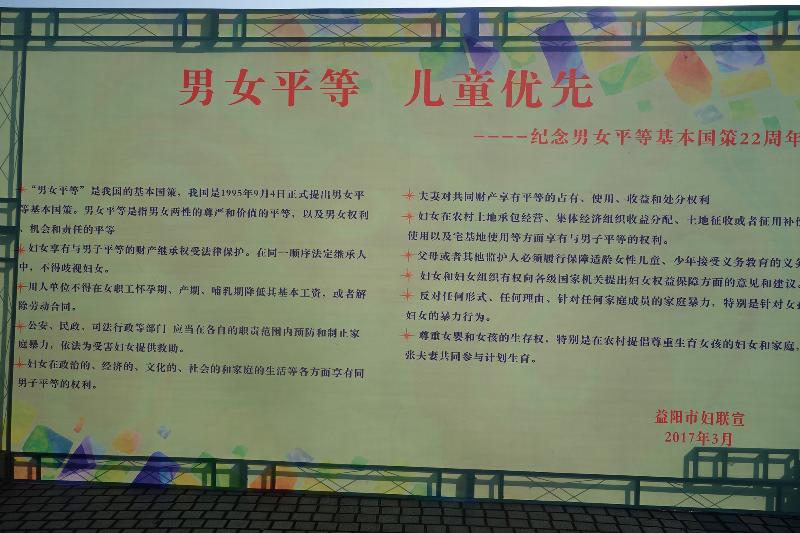 男女平等 儿童优先
----纪念男女平等基本国策22周年
“男女平等”是我国的基本国策，我国是1995年9月4日正式提出男女平
等基本国策。男女平等是指男女两性的尊严和价值的平等，以及男女权利
、机会和责任的平等
妇女享有与男子平等的财产继承权受法律保护。在同一顺序法定继承人
中，不得歧视妇女。
用人单位不得在女职工怀孕期、产期、哺乳期降低其基本工资，或者解
除劳动合同。
公安、民政、司法行政等部门 应当在各自的职责范围内预防和制止家
庭暴力，依法为受害妇女提供救助。
妇女在政治的、经济的、文化的、社会的和家庭的生活等各方面享有同
男子平等的权利。
夫妻对共同财产享有平等的占有、使用、收益和处分权利
妇女在农村土地承包经营、集体经济组织收益分配、土地征收或者征用补偿
使用以及宅基地使用等方面享有与男子平等的权利。
父母或者其他监护人必须履行保障适龄女性儿童、少年接受义务教育的义务
妇女和妇女组织有权向各级国家机关提出妇女权益保障方面的意见和建议。
反对任何形式、任何理由、针对任何家庭成员的家庭暴力，特别是针对女
妇女的暴力行为。
尊重女婴和女孩的生存权，特别是在农村提倡尊重生育女孩的妇女和家庭，
张夫妻共同参与计划生育。
益阳市妇联宣
2017年3月